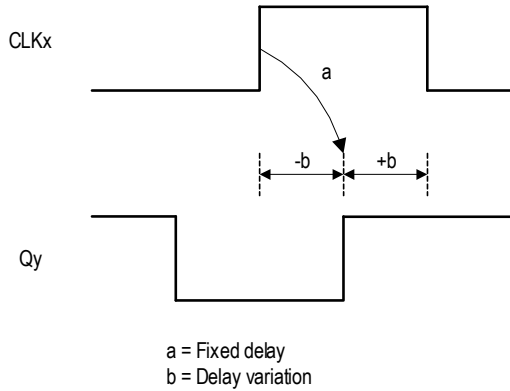 CLKx
a
-b
+b
Qy
a = Fixed delay
b = Delay variation